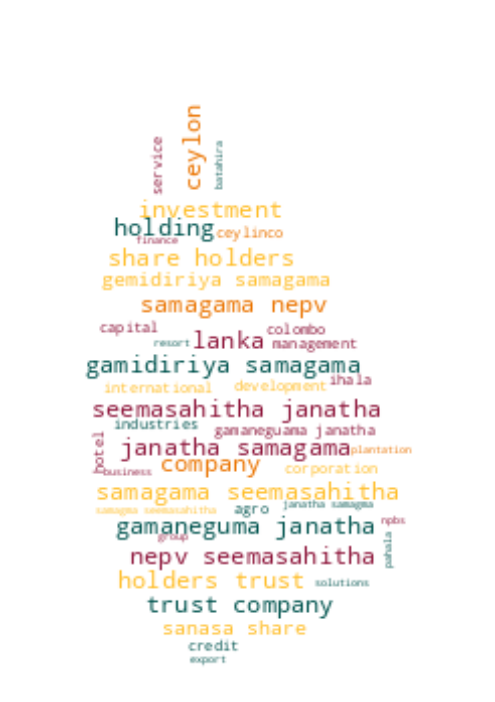 service
ceylon
batahira
investment
holding
ceylinco
finance
share holders
gemidiriya samagama
samagama nepv
capital
colombo
resort
lanka
management
gamidiriya samagama
international
development
ihala
seemasahitha janatha
industries
gamaneguama janatha
hotel
janatha samagama
plantation
business
company
corporation
samagama seemasahitha
samagma seemasahitha
agro
janatha samagma
gamaneguma janatha
npbs
group
pahala
nepv seemasahitha
holders trust
solutions
trust company
sanasa share
credit
export